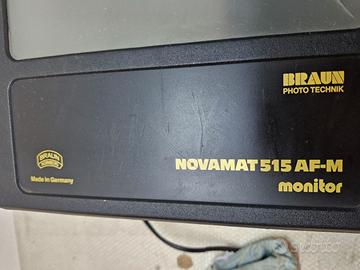 BRAUN
PHOTO TECHNIK
BRAUN
Made in Germany
NOVAMAT 515 AF-M
monitor